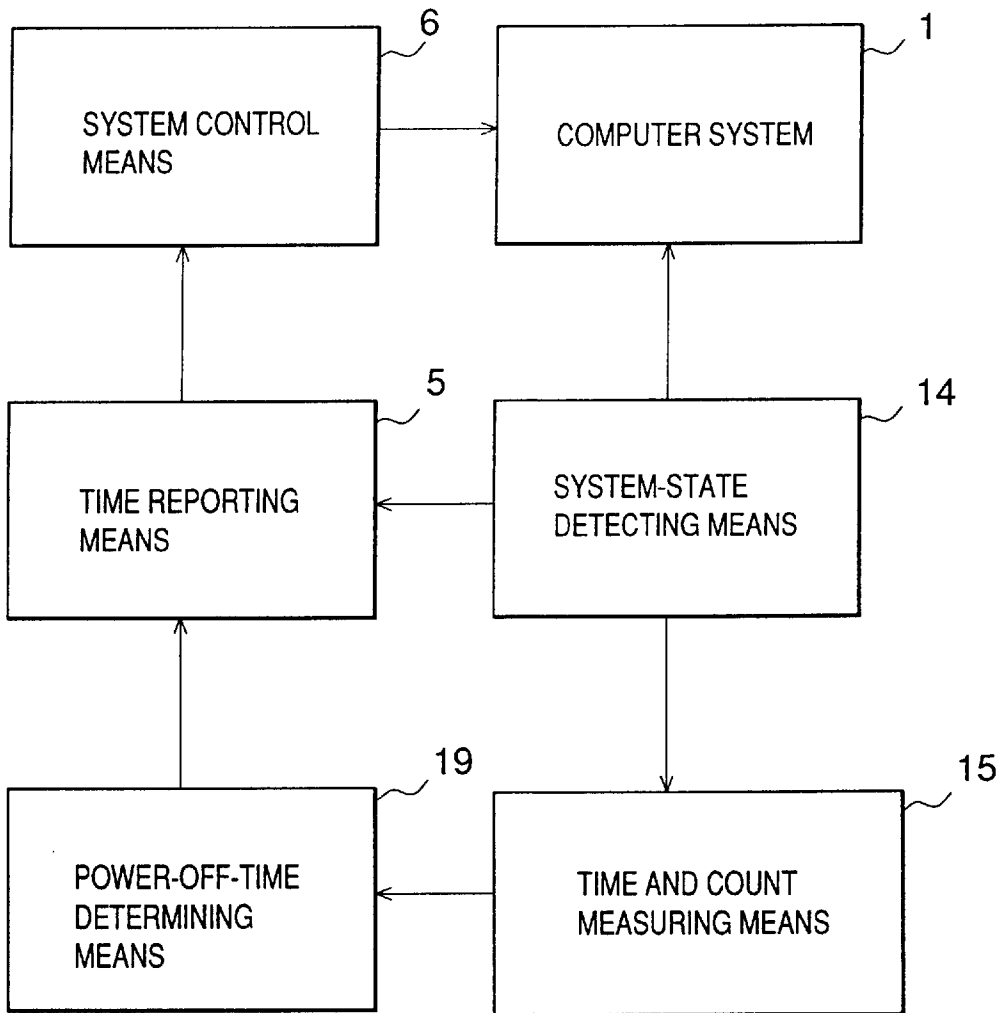 6
SYSTEM CONTROL
MEANS
1
COMPUTER SYSTEM
5
TIME REPORTING
MEANS
14
SYSTEM-STATE
DETECTING MEANS
19
POWER-OFF-TIME
DETERMINING
MEANS
15
TIME AND COUNT
MEASURING MEANS